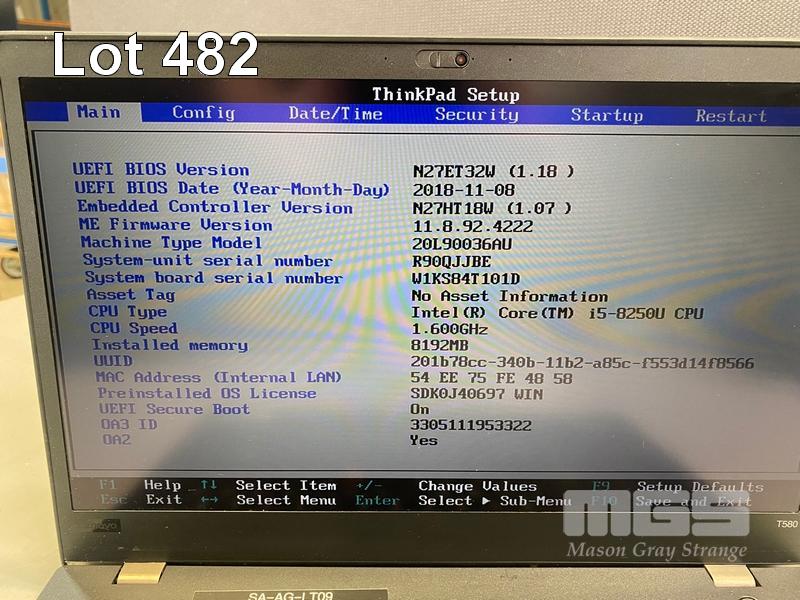 Lot 482
ThinkPad Setup
Main Config Date/Time Security Startup Restart
UEFI BIOS Version N27ET32W (1.18 )
UEFI BIOS Date (Year-Month-Day) 2018-11-08
Embedded Controller Version N27HT18W (1.07 )
ME Firmware Version 11.8.92.4222
Machine Type Model 20L90036AU
System-unit serial number R90QJJBE
System board serial number W1KS84T101D
Asset Tag No Asset Information
CPU Type Intel(R) Core(TM) i5-8250U CPU
CPU Speed 1.600GHz
Installed memory 8192MB
UUID 201b78cc-340b-11b2-a85c-f553d14f8566
MAC Address (Internal LAN) 54 EE 75 FE 48 58
Preinstalled OS License SDK0J40697 WIN
UEFI Secure Boot On
OA3 ID 3305111953322
OA2 Yes
F1 Help ↑↓ Select Item +/- Change Values F9 Setup Defaults
Esc Exit ↔ Select Menu Enter Select ▶ Sub-Menu F10 Save and Exit
MGS
Lenovo T580
Mason Gray Strange
SA-AG-LT09